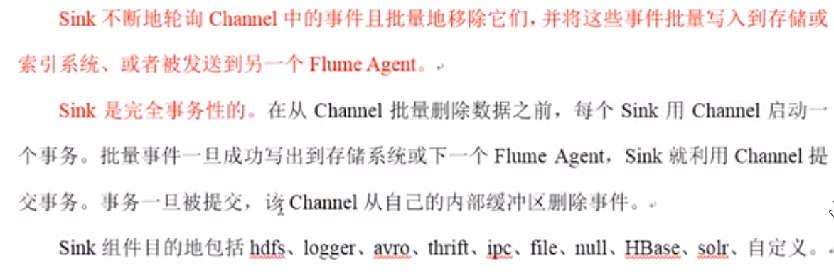 Sink 不断地轮询 Channel 中的事件且批量地移除它们，并将这些事件批量写入到存储或
索引系统、或者被发送到另一个 Flume Agent。
Sink 是完全事务性的。在从 Channel 批量删除数据之前，每个 Sink 用 Channel 启动一
个事务。批量事件一旦成功写出到存储系统或下一个 Flume Agent，Sink 就利用 Channel 提
交事务。事务一旦被提交，该 Channel 从自己的内部缓冲区删除事件。
Sink 组件目的地包括 hdfs、logger、avro、thrift、ipc、file、null、HBase、solr、自定义。